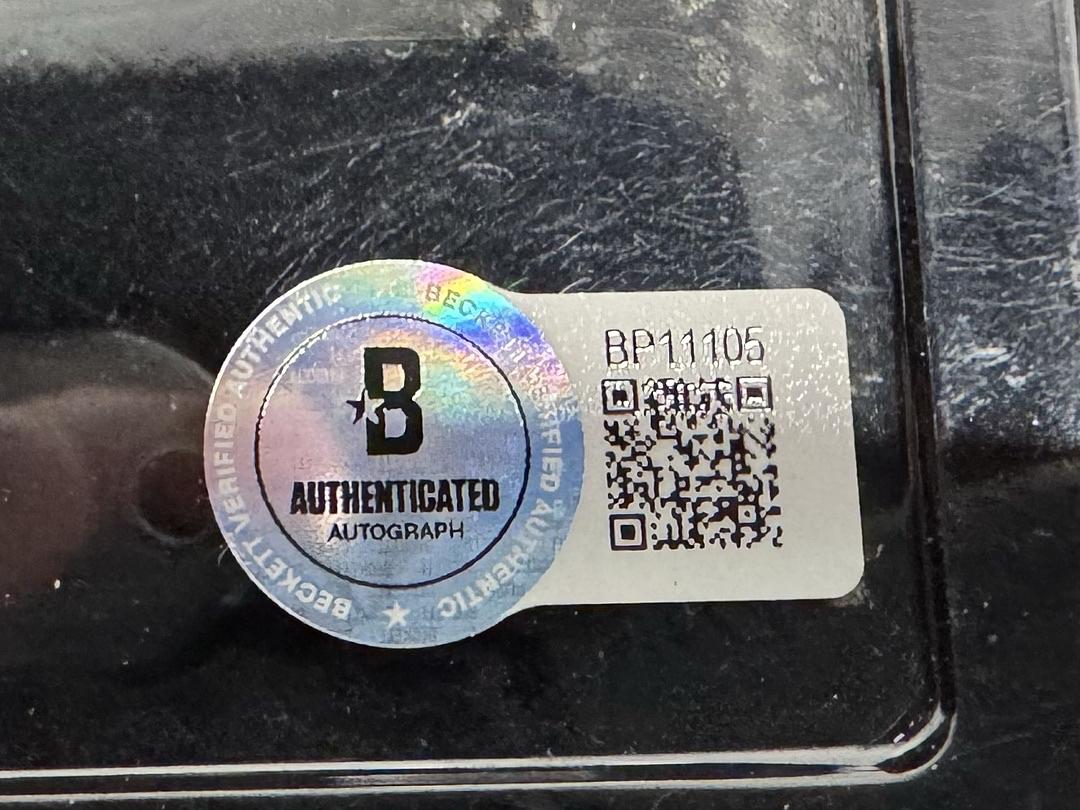 BECKETT VERIFIED AUTHENTIC
BECKETT VERIFIED AUTHENTIC
B
AUTHENTICATED
AUTOGRAPH
BP11105